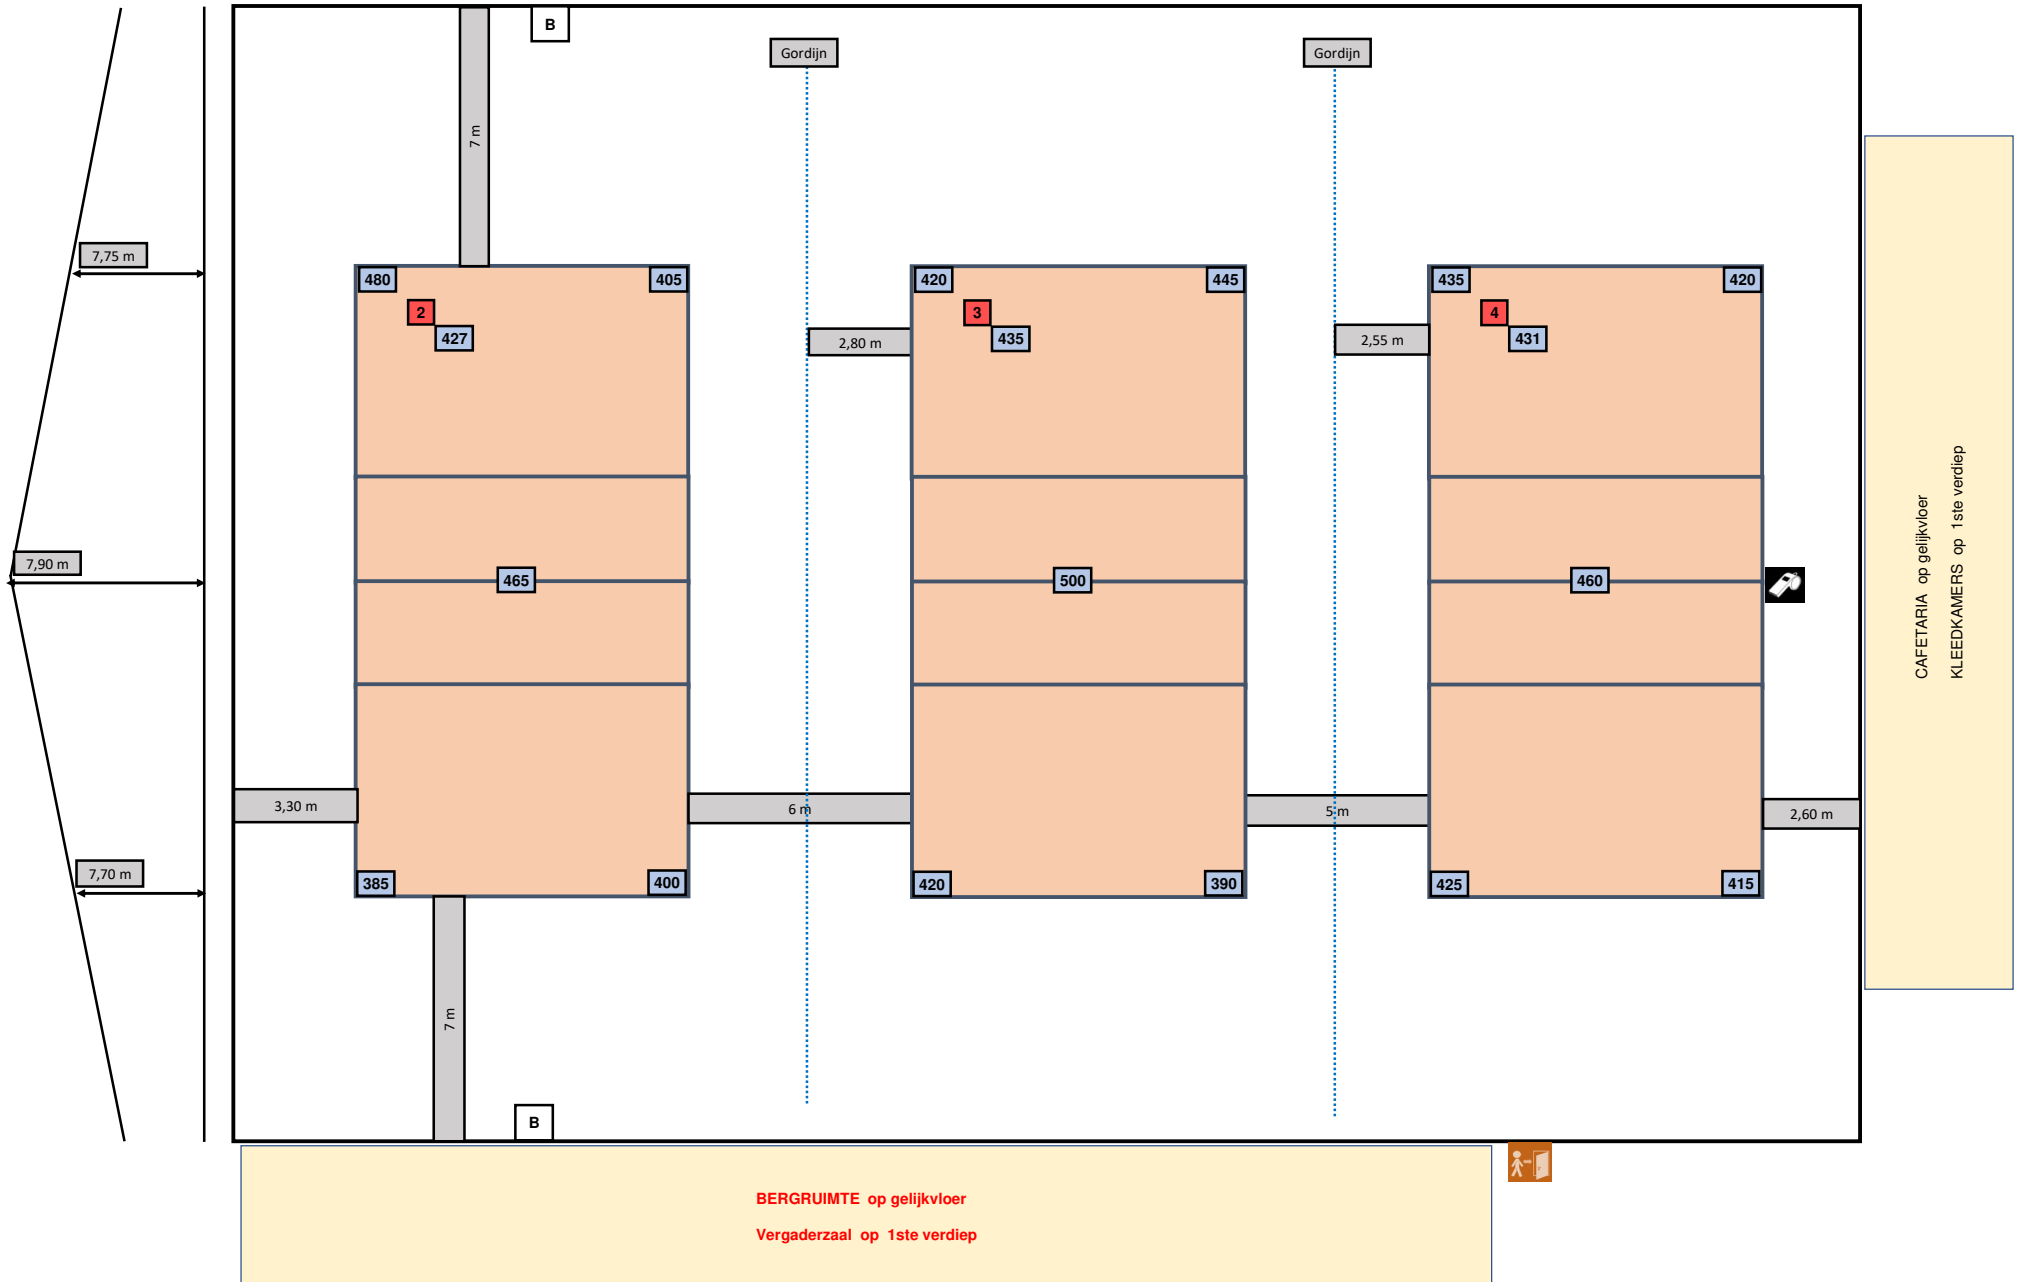 B
Gordijn
Gordijn
7 m
7,75 m
480
405
420
445
435
420
2
3
4
427
2,80 m
435
2,55 m
431
7,90 m
465
500
460
CAFETARIA op gelijkvloer
KLEEDKAMERS op 1ste verdiep
3,30 m
6 m
5 m
2,60 m
7,70 m
385
400
420
390
425
415
7 m
B
BERGRUIMTE op gelijkvloer
Vergaderzaal op 1ste verdiep